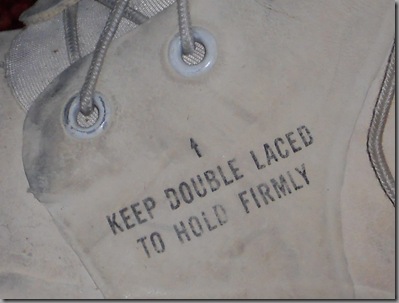 KEEP DOUBLE LACED
TO HOLD FIRMLY